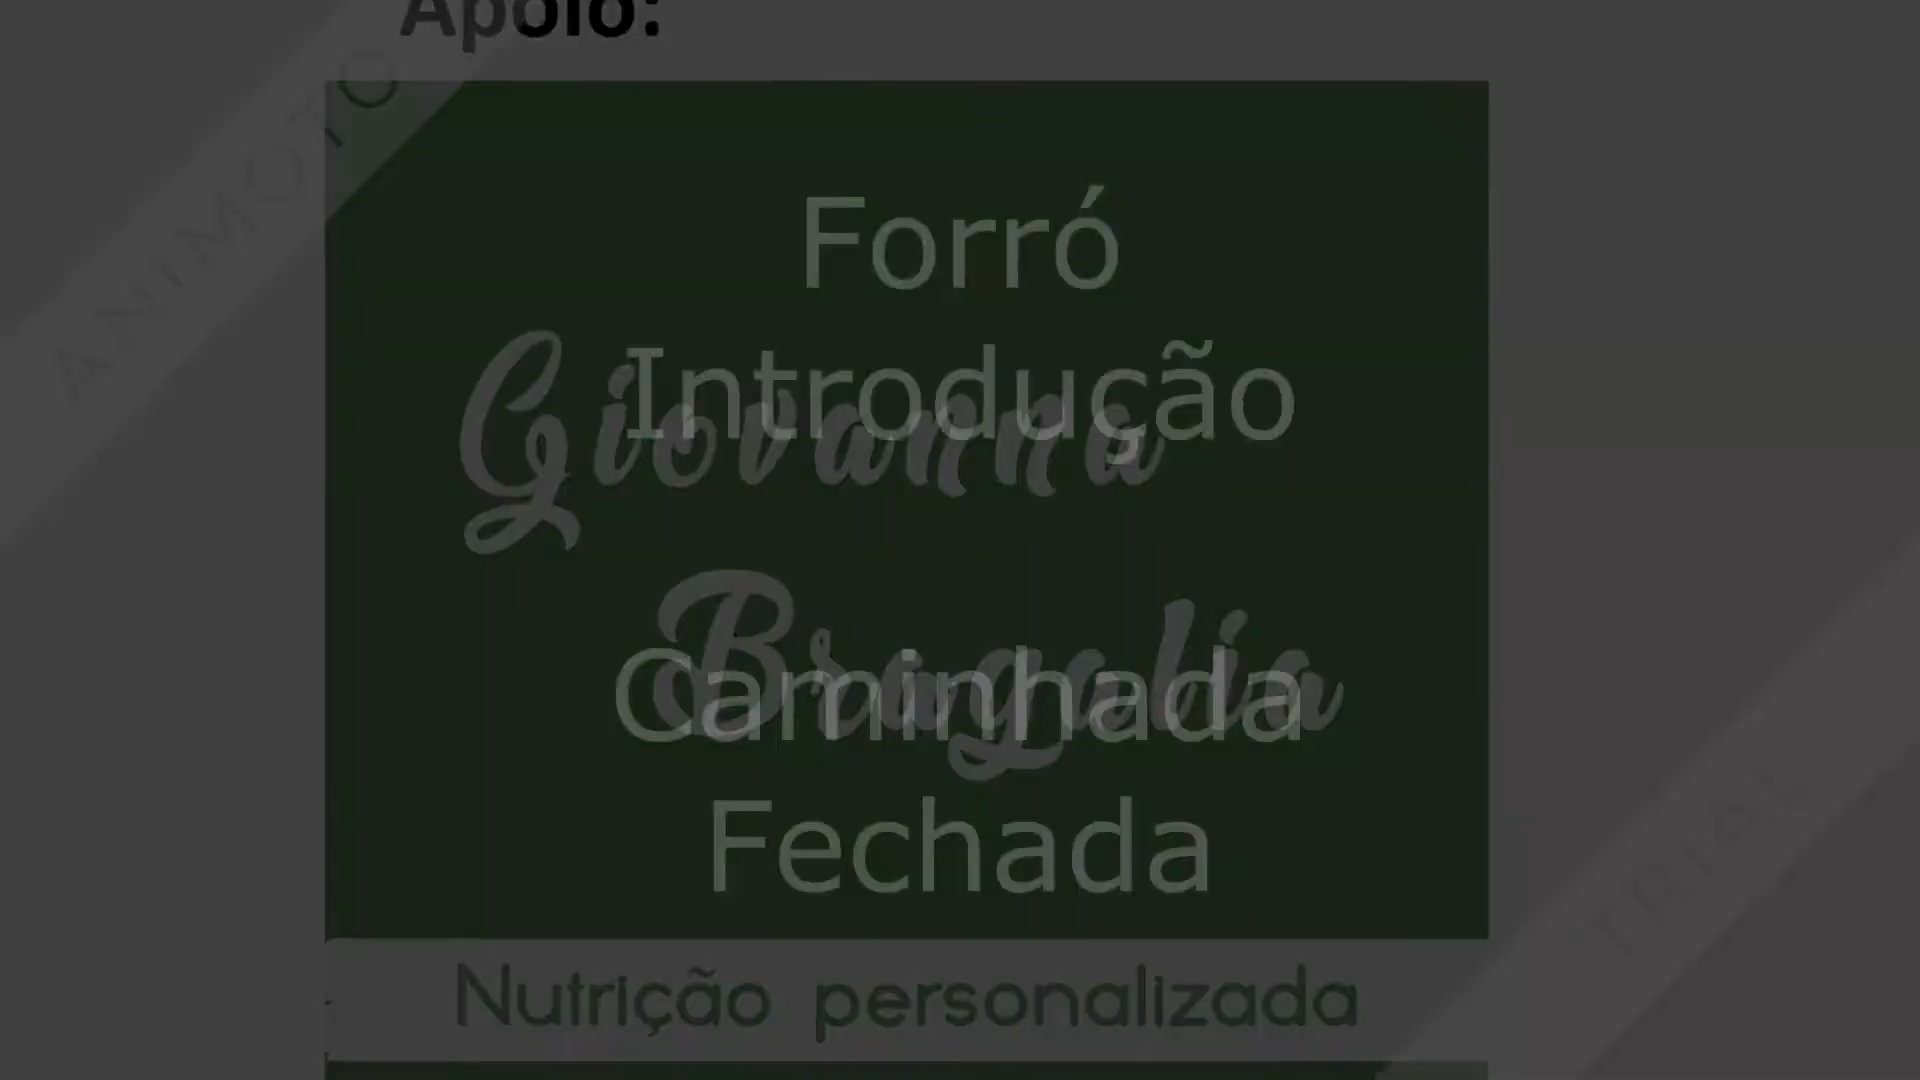 Apoio:
ANIMOTO
Forró
Introdução
Giovanna
Bragalia
Caminhada
Fechada
TRIAL
Nutrição personalizada